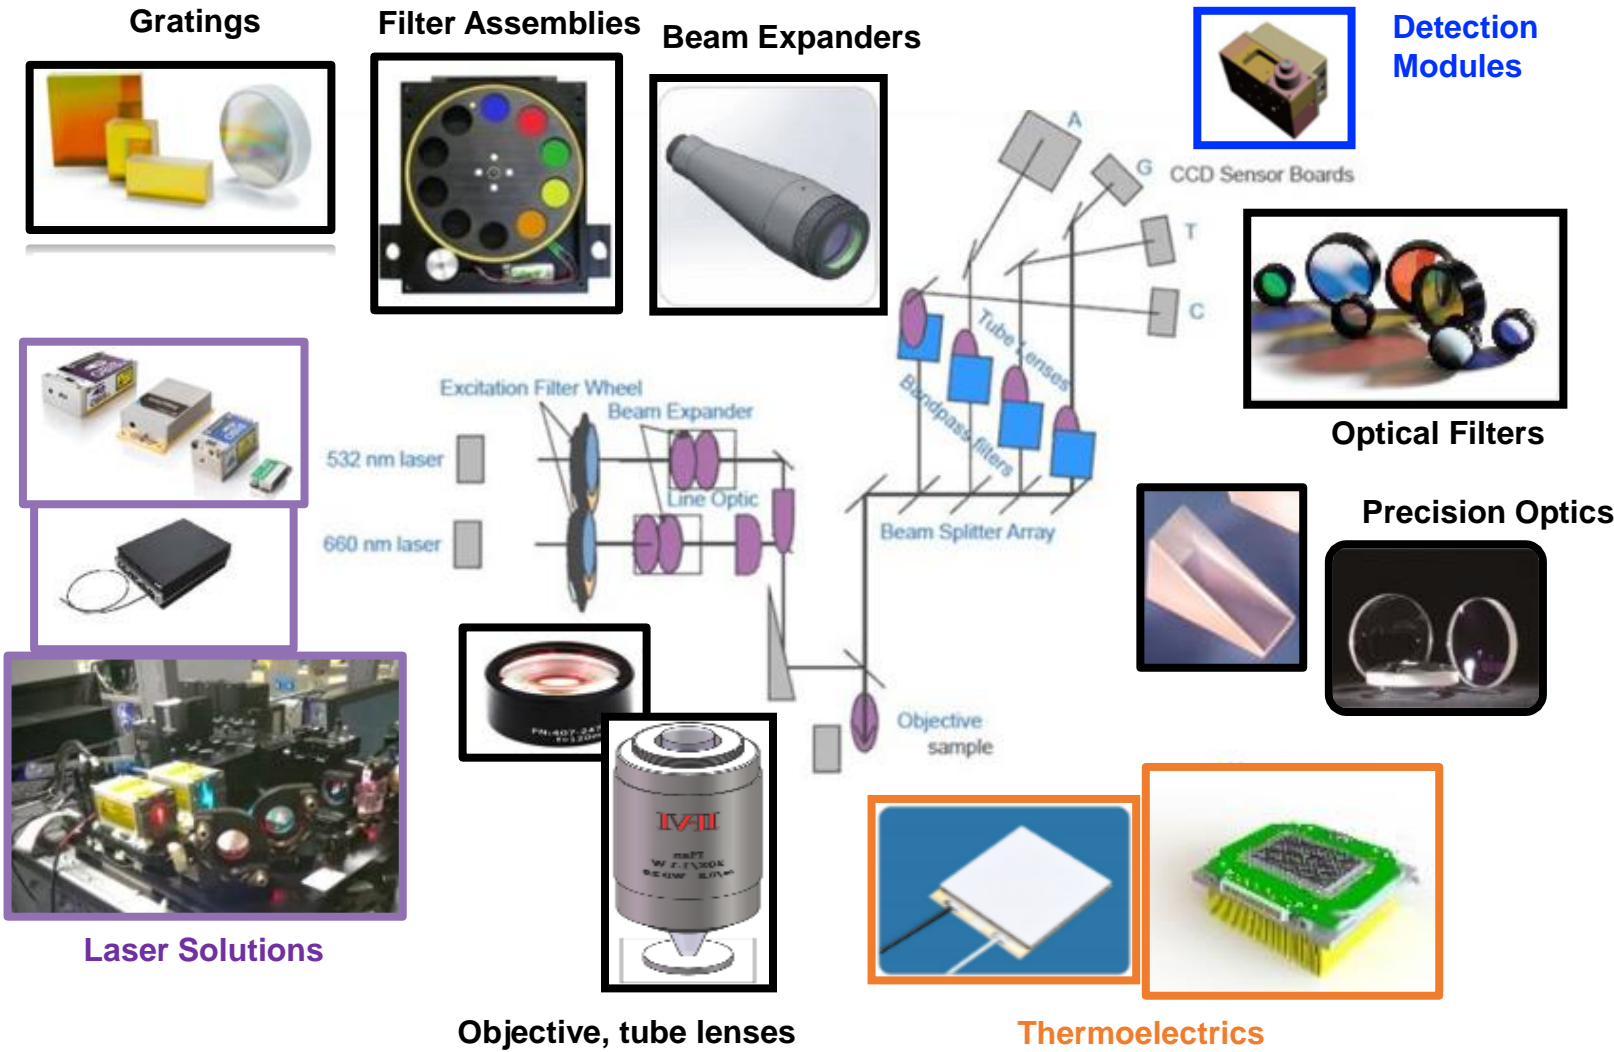 Gratings
Filter Assemblies
Beam Expanders
Detection
Modules
A
G
CCD Sensor Boards
T
C
Tube Lenses
Bandpass filters
Excitation Filter Wheel
Beam Expander
532 nm laser
Line Optic
660 nm laser
Beam Splitter Array
Optical Filters
Precision Optics
Objective
sample
Laser Solutions
Objective, tube lenses
Thermoelectrics